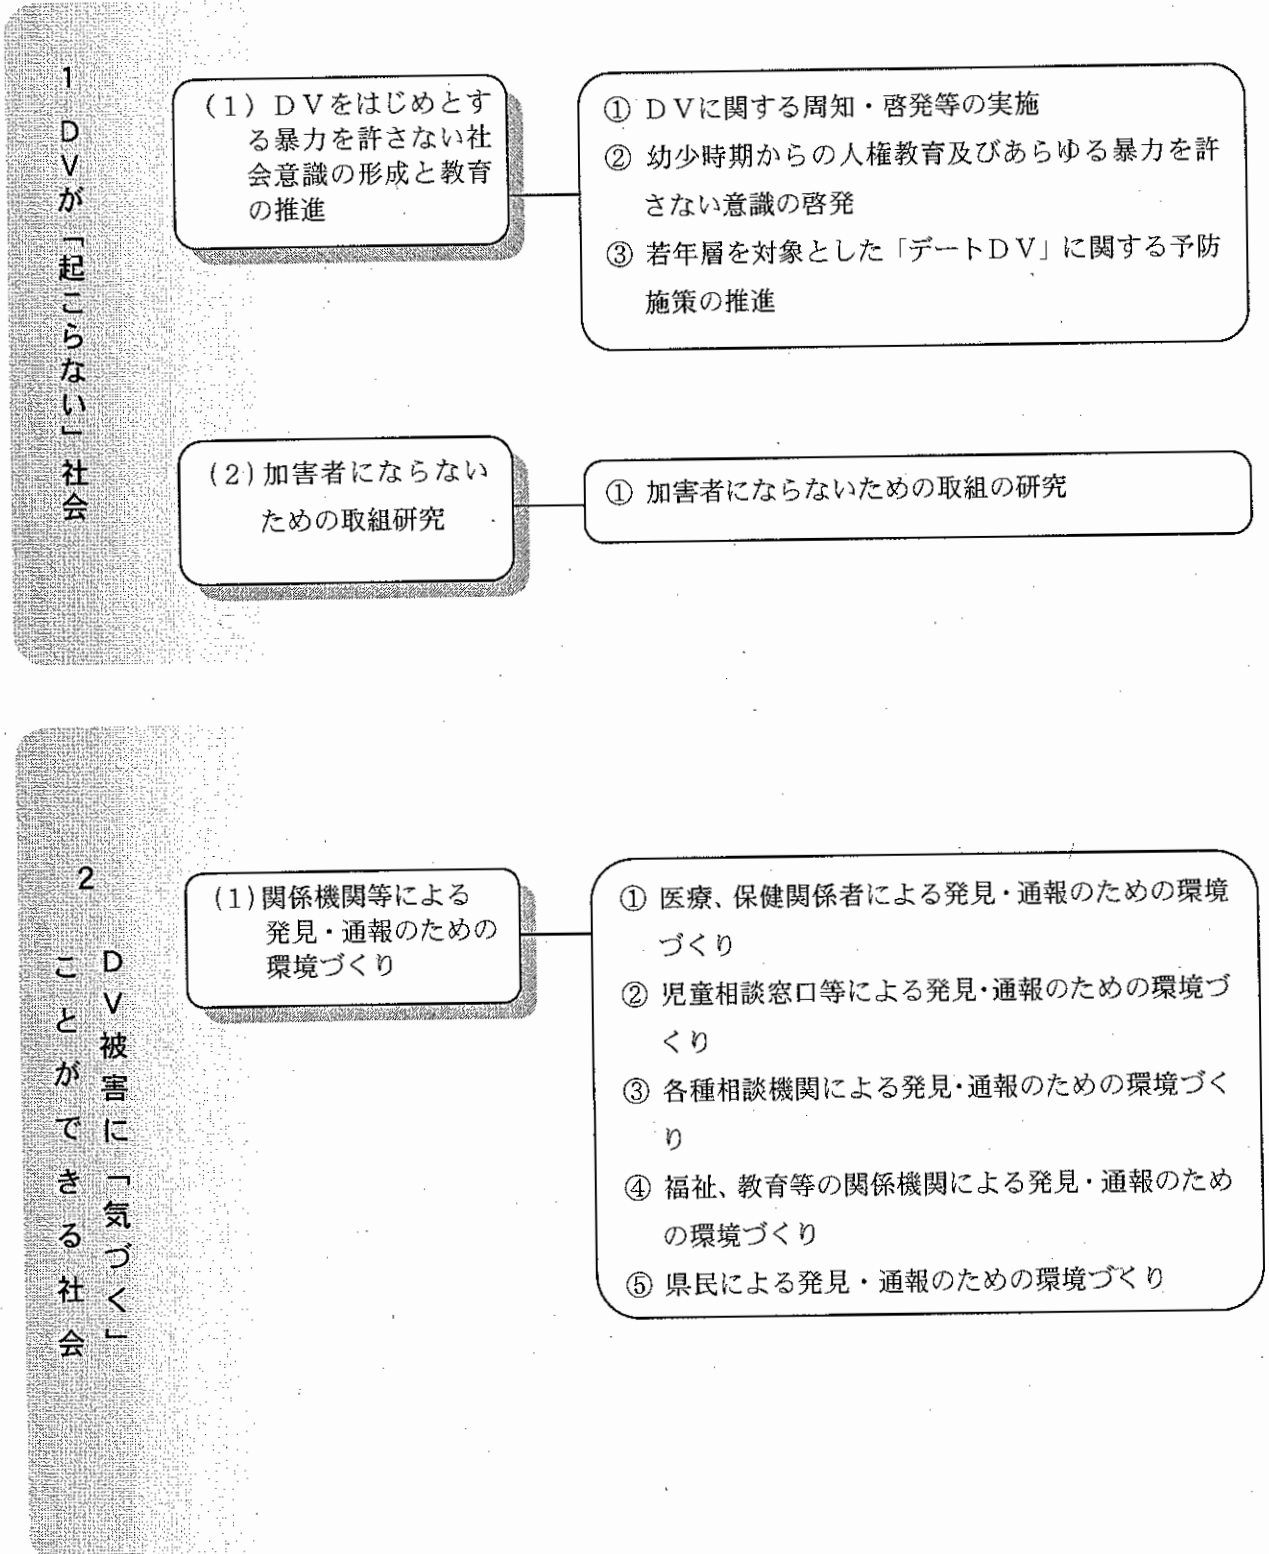 1 DVが「起こらない」社会
(1) DVをはじめとす
る暴力を許さない社
会意識の形成と教育
の推進
① DVに関する周知・啓発等の実施
② 幼少時期からの人権教育及びあらゆる暴力を許
さない意識の啓発
③ 若年層を対象とした「デートDV」に関する予防
施策の推進
(2)加害者にならない
ための取組研究
① 加害者にならないための取組の研究
2 DV被害に「気づく」
ことができる社会
(1)関係機関等による
発見・通報のための
環境づくり
① 医療、保健関係者による発見・通報のための環境
づくり
② 児童相談窓口等による発見・通報のための環境づ
くり
③ 各種相談機関による発見・通報のための環境づく
り
④ 福祉、教育等の関係機関による発見・通報のため
の環境づくり
⑤ 県民による発見・通報のための環境づくり